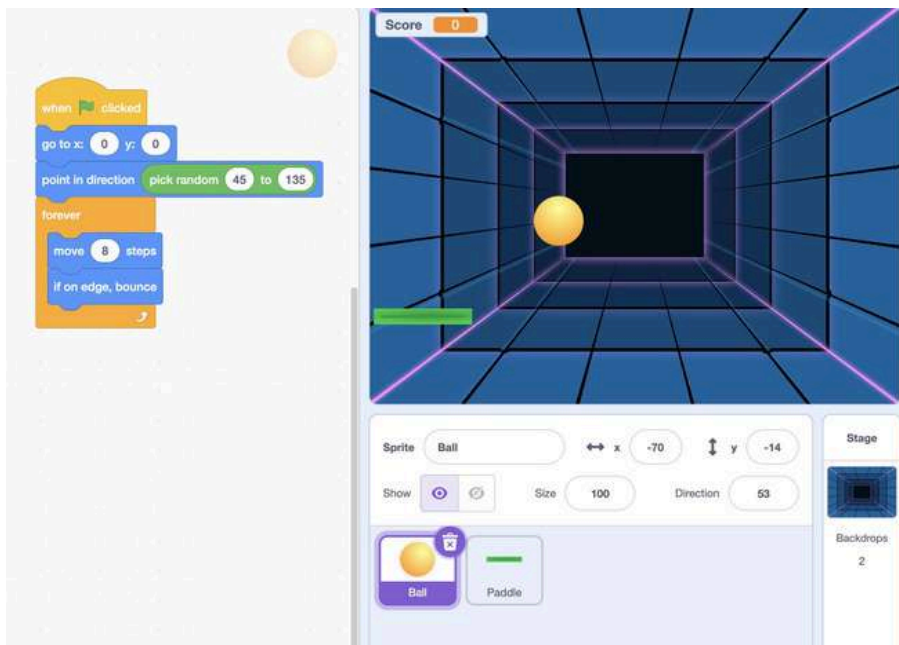 when clicked
go to x: 0 y: 0
point in direction pick random 45 to 135
forever
move 8 steps
if on edge, bounce
Score 0
Sprite Ball x -70 y -14
Show Size 100 Direction 53
Ball
Paddle
Stage
Backdrops
2